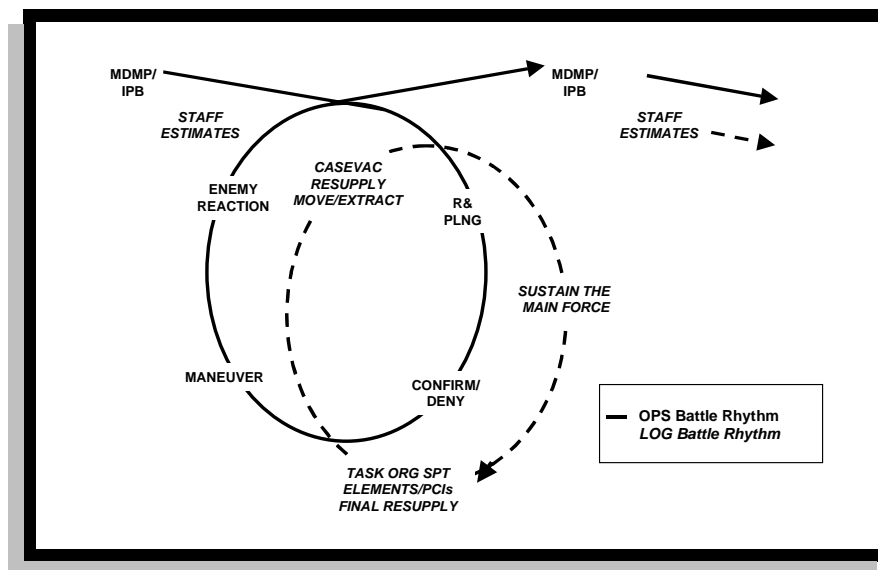 MDMP/
IPB
MDMP/
IPB
STAFF
ESTIMATES
STAFF
ESTIMATES
ENEMY
REACTION
CASEVAC
RESUPPLY
MOVE/EXTRACT
R&
PLNG
SUSTAIN THE
MAIN FORCE
MANEUVER
CONFIRM/
DENY
OPS Battle Rhythm
LOG Battle Rhythm
TASK ORG SPT
ELEMENTS/PCIs
FINAL RESUPPLY